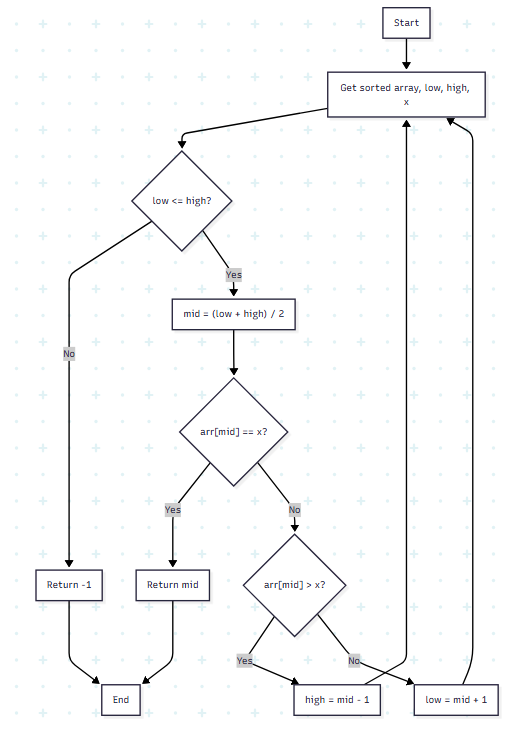 Start
Get sorted array, low, high,
x
low <= high?
Yes
mid = (low + high) / 2
No
arr[mid] == x?
Yes
No
Return -1
Return mid
arr[mid] > x?
Yes
No
End
high = mid - 1
low = mid + 1